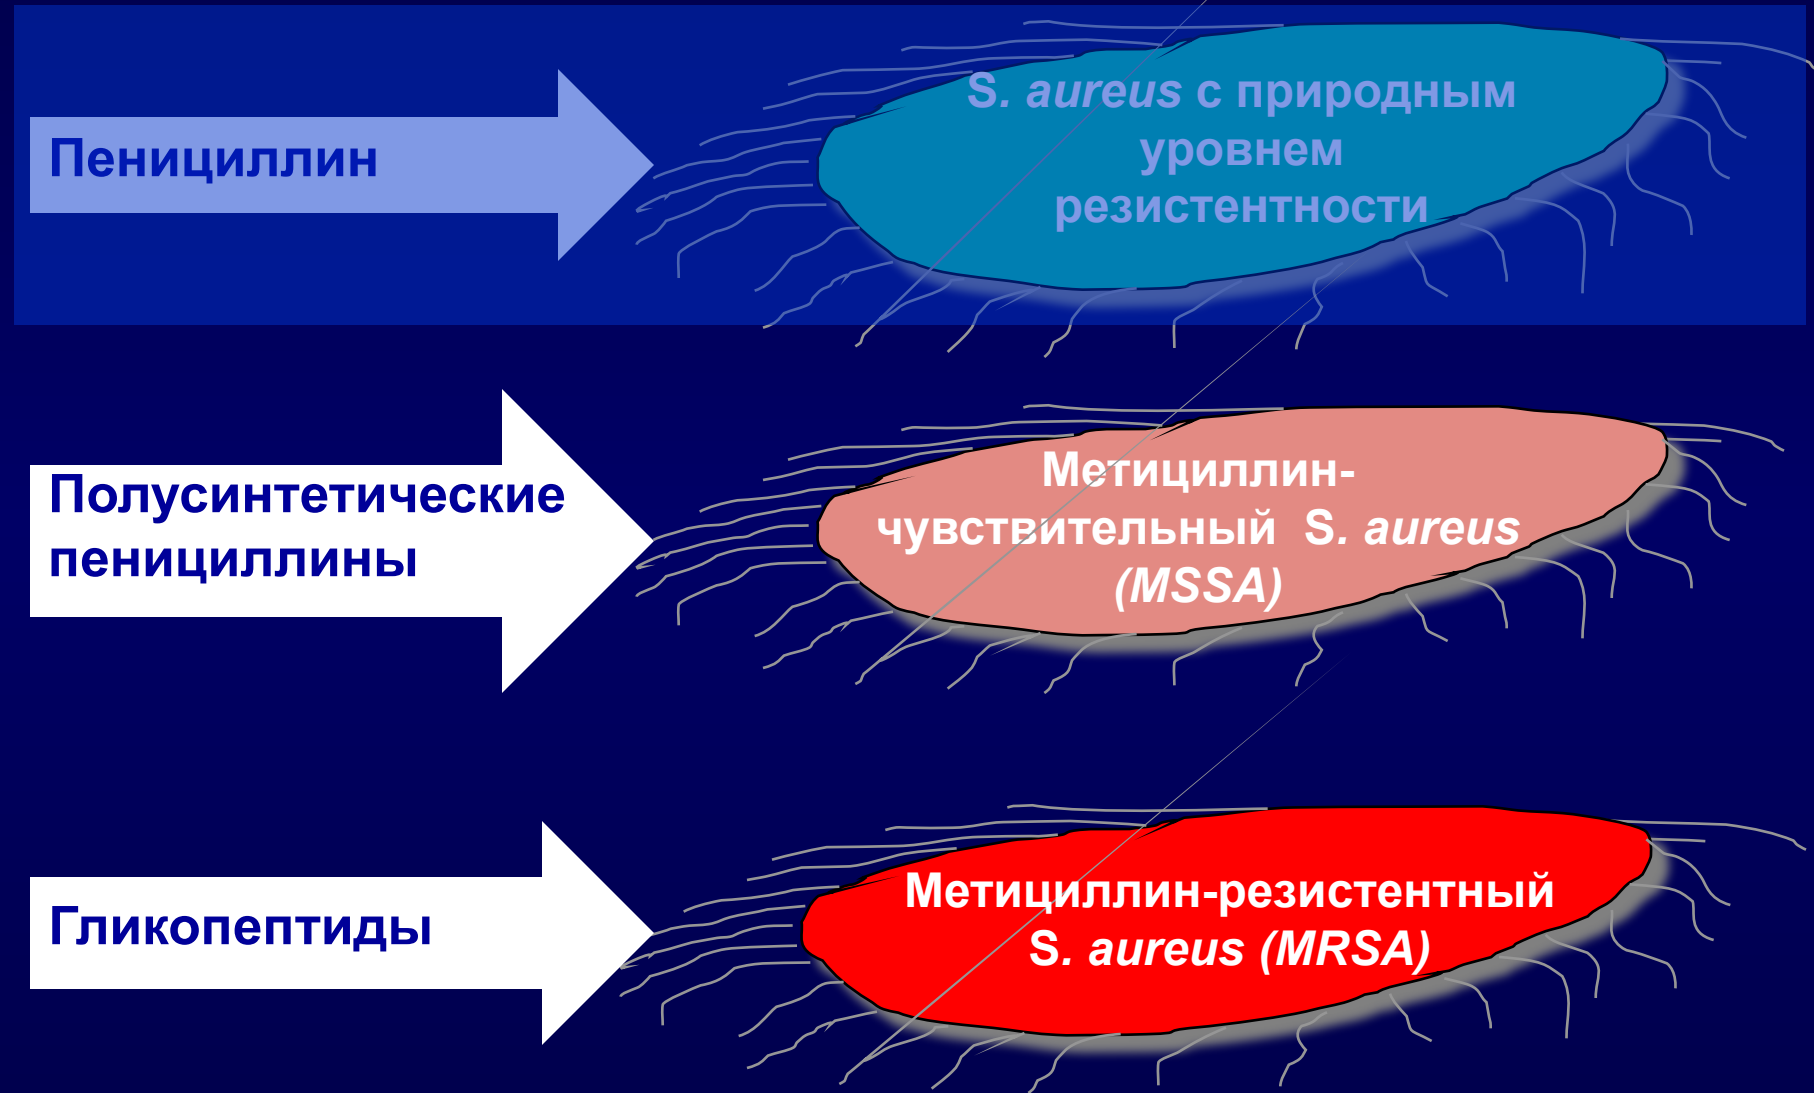 Пенициллин
S. aureus с природным
уровнем
резистентности
Полусинтетические
пенициллины
Метициллин-
чувствительный S. aureus
(MSSA)
Гликопептиды
Метициллин-резистентный
S. aureus (MRSA)